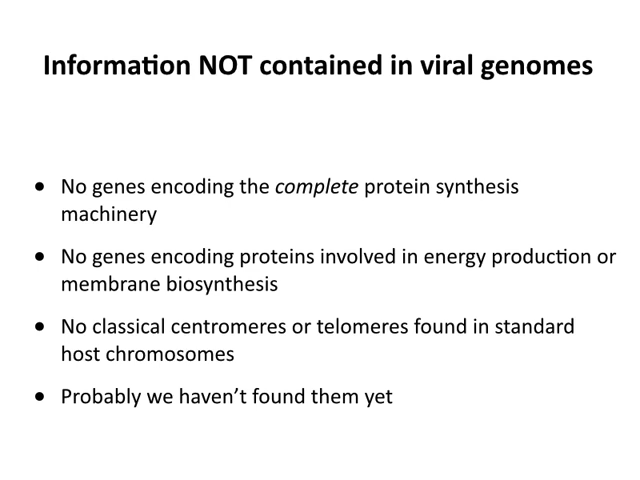 Information NOT contained in viral genomes
• No genes encoding the complete protein synthesis
machinery
• No genes encoding proteins involved in energy production or
membrane biosynthesis
• No classical centromeres or telomeres found in standard
host chromosomes
• Probably we haven’t found them yet